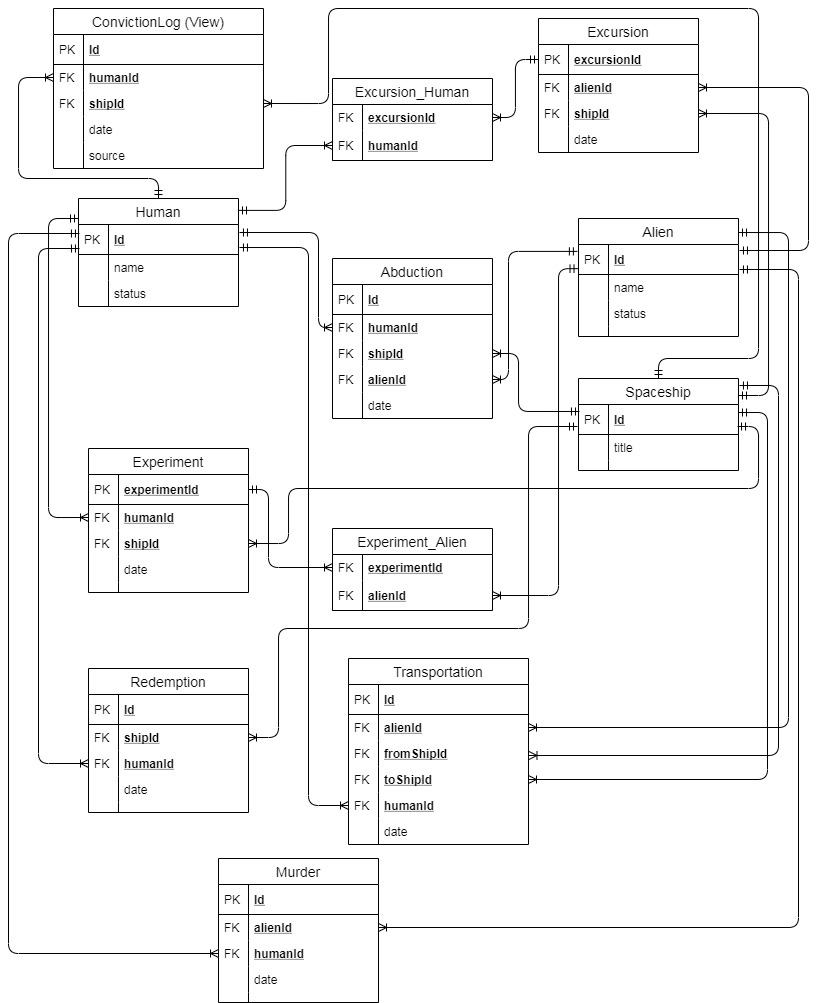 ConvictionLog (View)
PK Id
FK humanId
FK shipId
date
source
Excursion
PK excursionId
FK alienId
FK shipId
date
Excursion_Human
FK excursionId
FK humanId
Human
PK Id
name
status
Alien
PK Id
name
status
Abduction
PK Id
FK humanId
FK shipId
FK alienId
date
Spaceship
PK Id
title
Experiment
PK experimentId
FK humanId
FK shipId
date
Experiment_Alien
FK experimentId
FK alienId
Redemption
PK Id
FK shipId
FK humanId
date
Transportation
PK Id
FK alienId
FK fromShipId
FK toShipId
FK humanId
date
Murder
PK Id
FK alienId
FK humanId
date